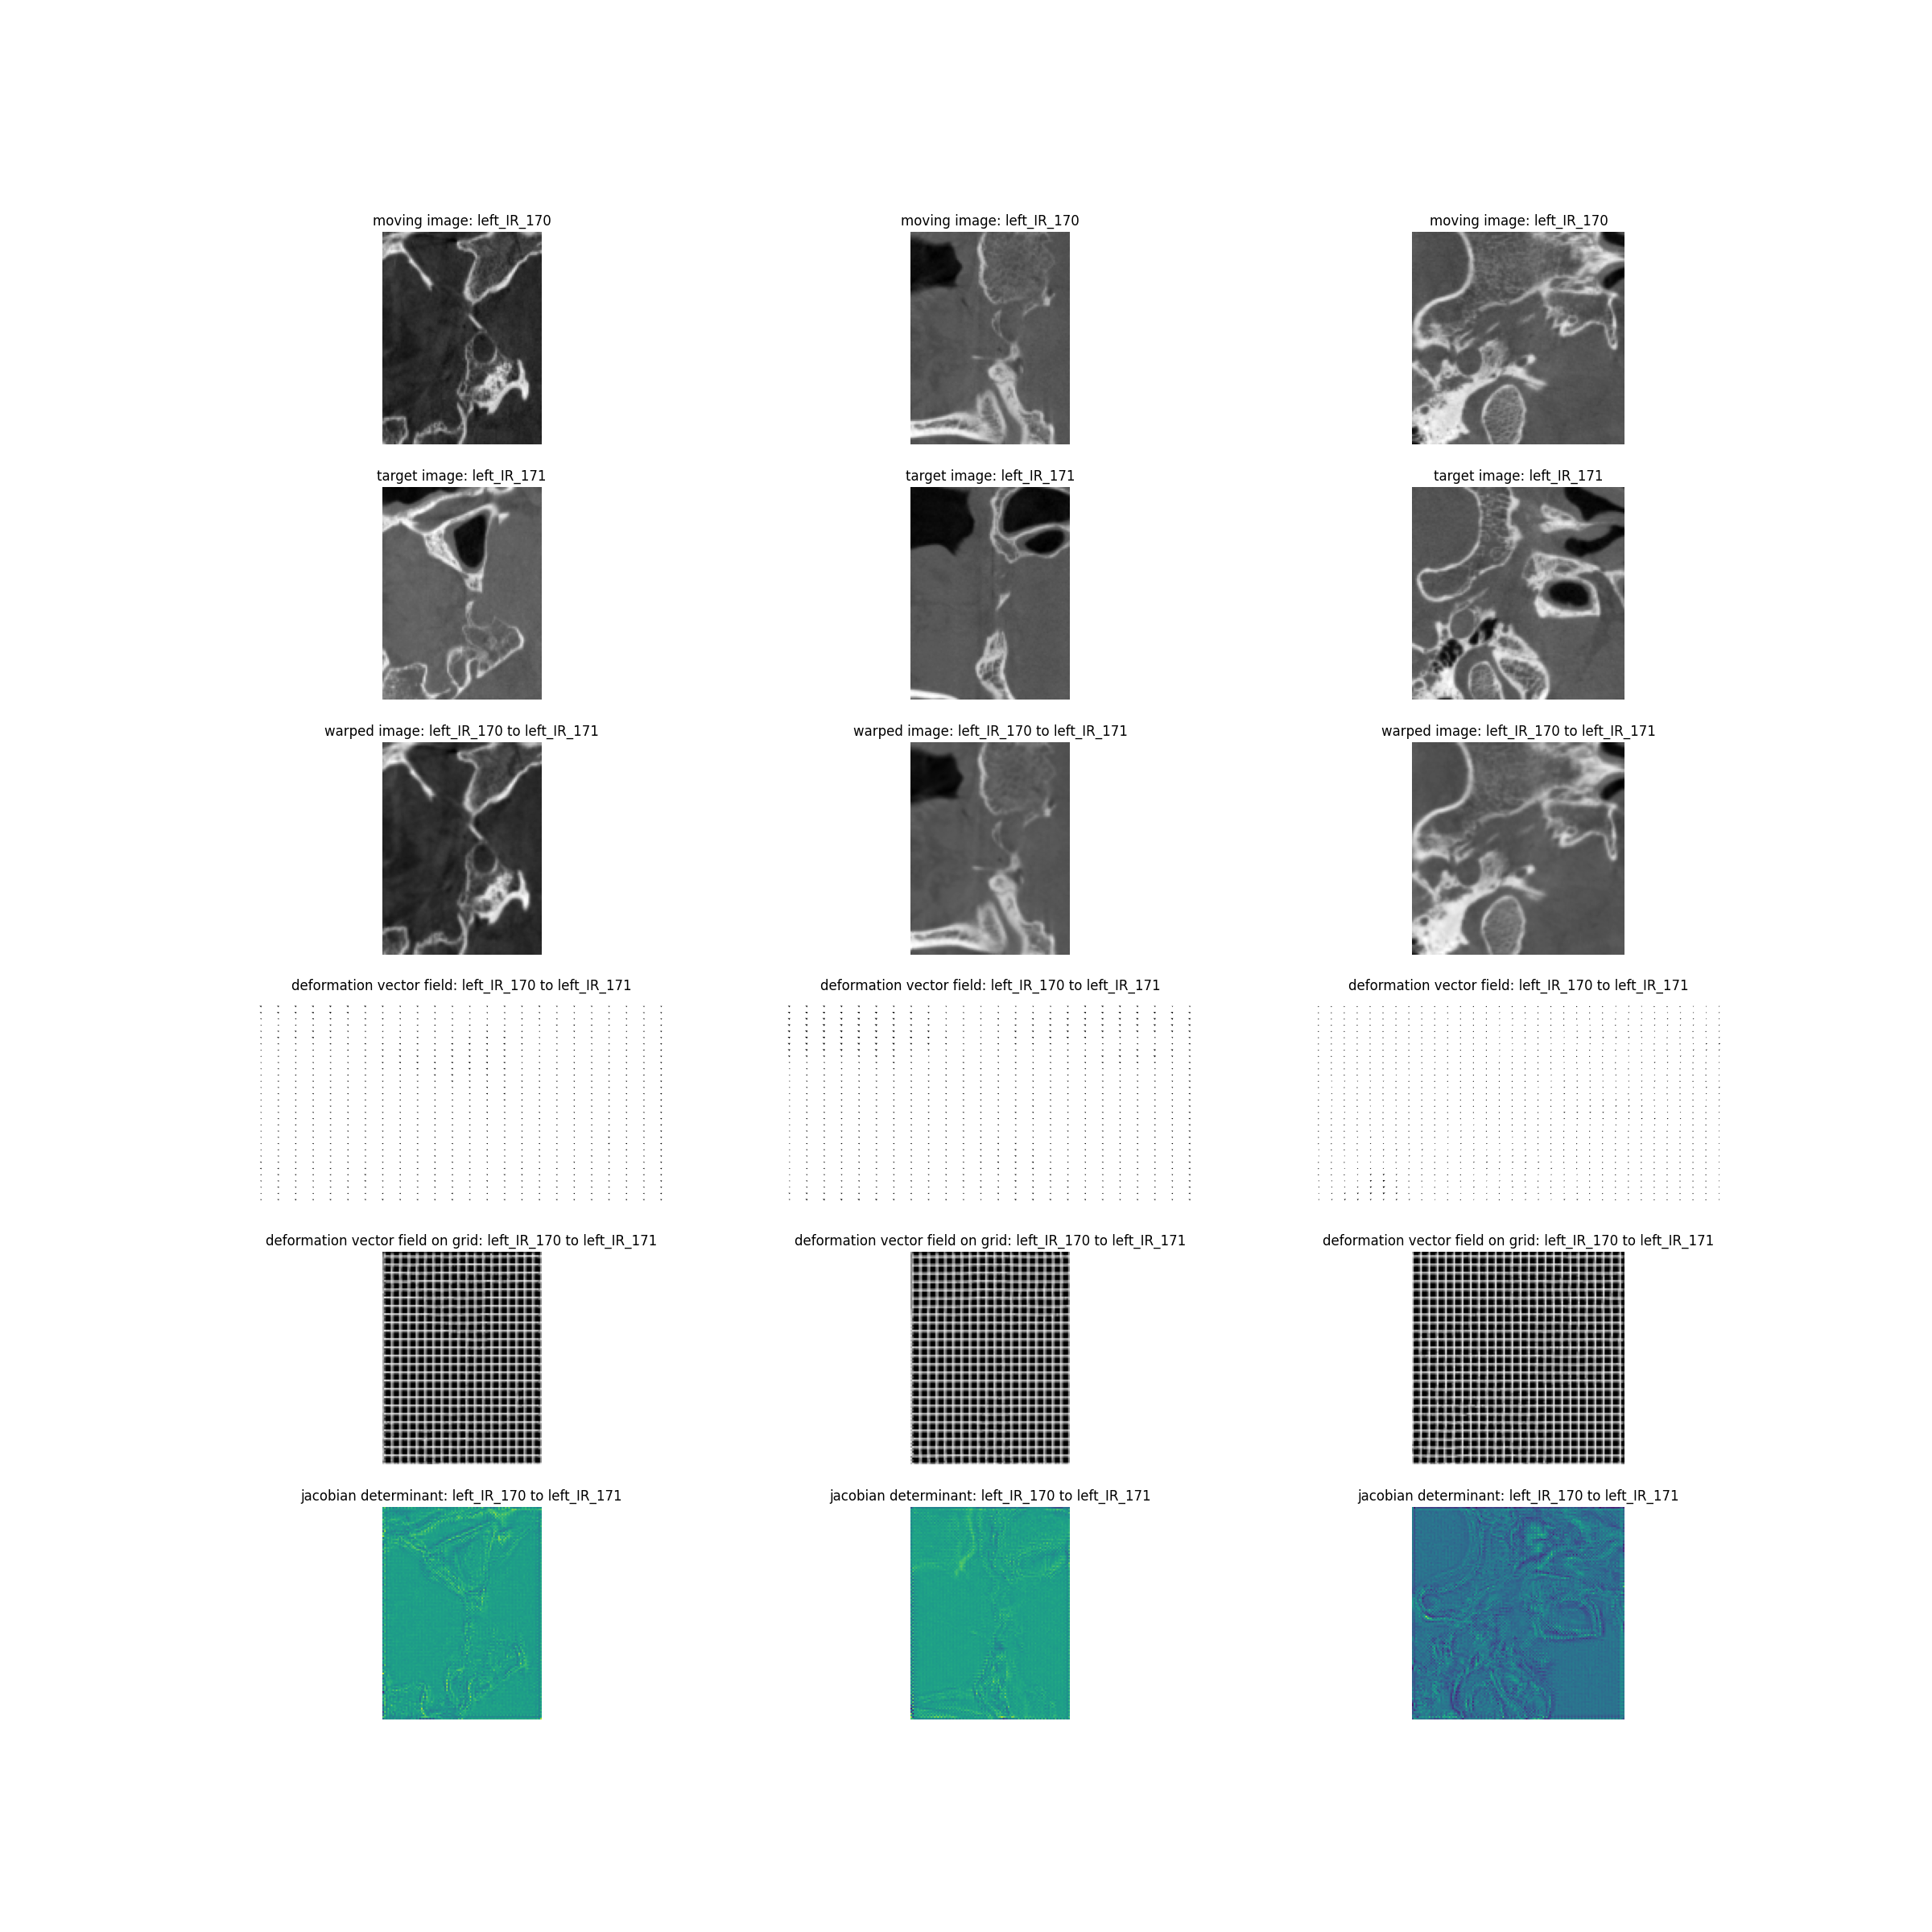 moving image: left_IR_170
moving image: left_IR_170
moving image: left_IR_170
target image: left_IR_171
target image: left_IR_171
target image: left_IR_171
warped image: left_IR_170 to left_IR_171
warped image: left_IR_170 to left_IR_171
warped image: left_IR_170 to left_IR_171
deformation vector field: left_IR_170 to left_IR_171
deformation vector field: left_IR_170 to left_IR_171
deformation vector field: left_IR_170 to left_IR_171
deformation vector field on grid: left_IR_170 to left_IR_171
deformation vector field on grid: left_IR_170 to left_IR_171
deformation vector field on grid: left_IR_170 to left_IR_171
jacobian determinant: left_IR_170 to left_IR_171
jacobian determinant: left_IR_170 to left_IR_171
jacobian determinant: left_IR_170 to left_IR_171